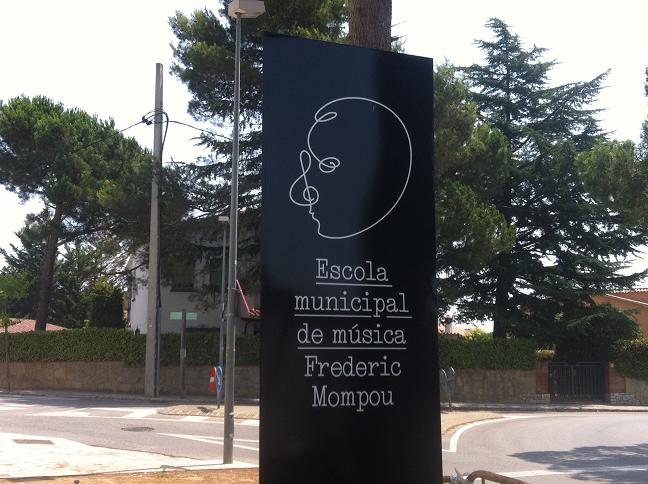 Escola
municipal
de música
Frederic
Mompou